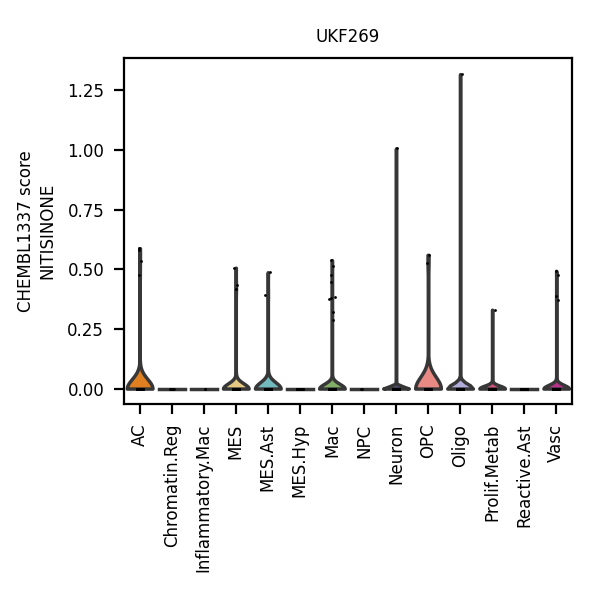 UKF269
CHEMBL1337 score
NITISINONE
1.25
1.00
0.75
0.50
0.25
0.00
AC
Chromatin.Reg
Inflammatory.Mac
MES
MES.Ast
MES.Hyp
Mac
NPC
Neuron
OPC
Oligo
Prolif.Metab
Reactive.Ast
Vasc